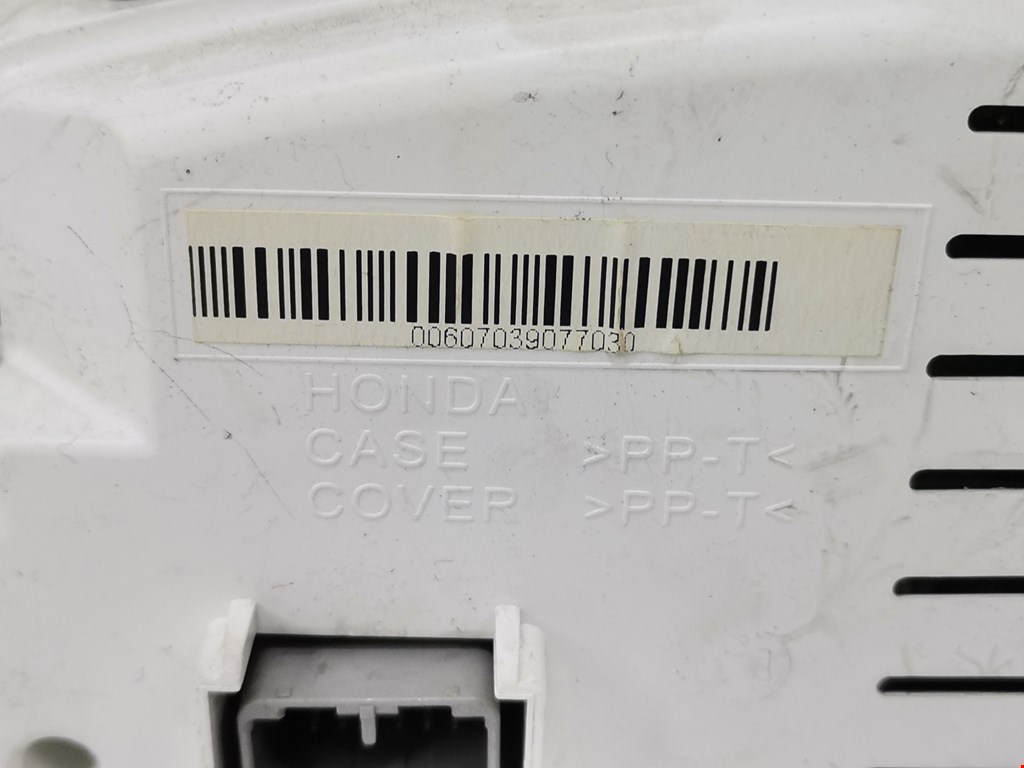 00607039077030
HONDA
CASE >PP-T<
COVER >PP-T<